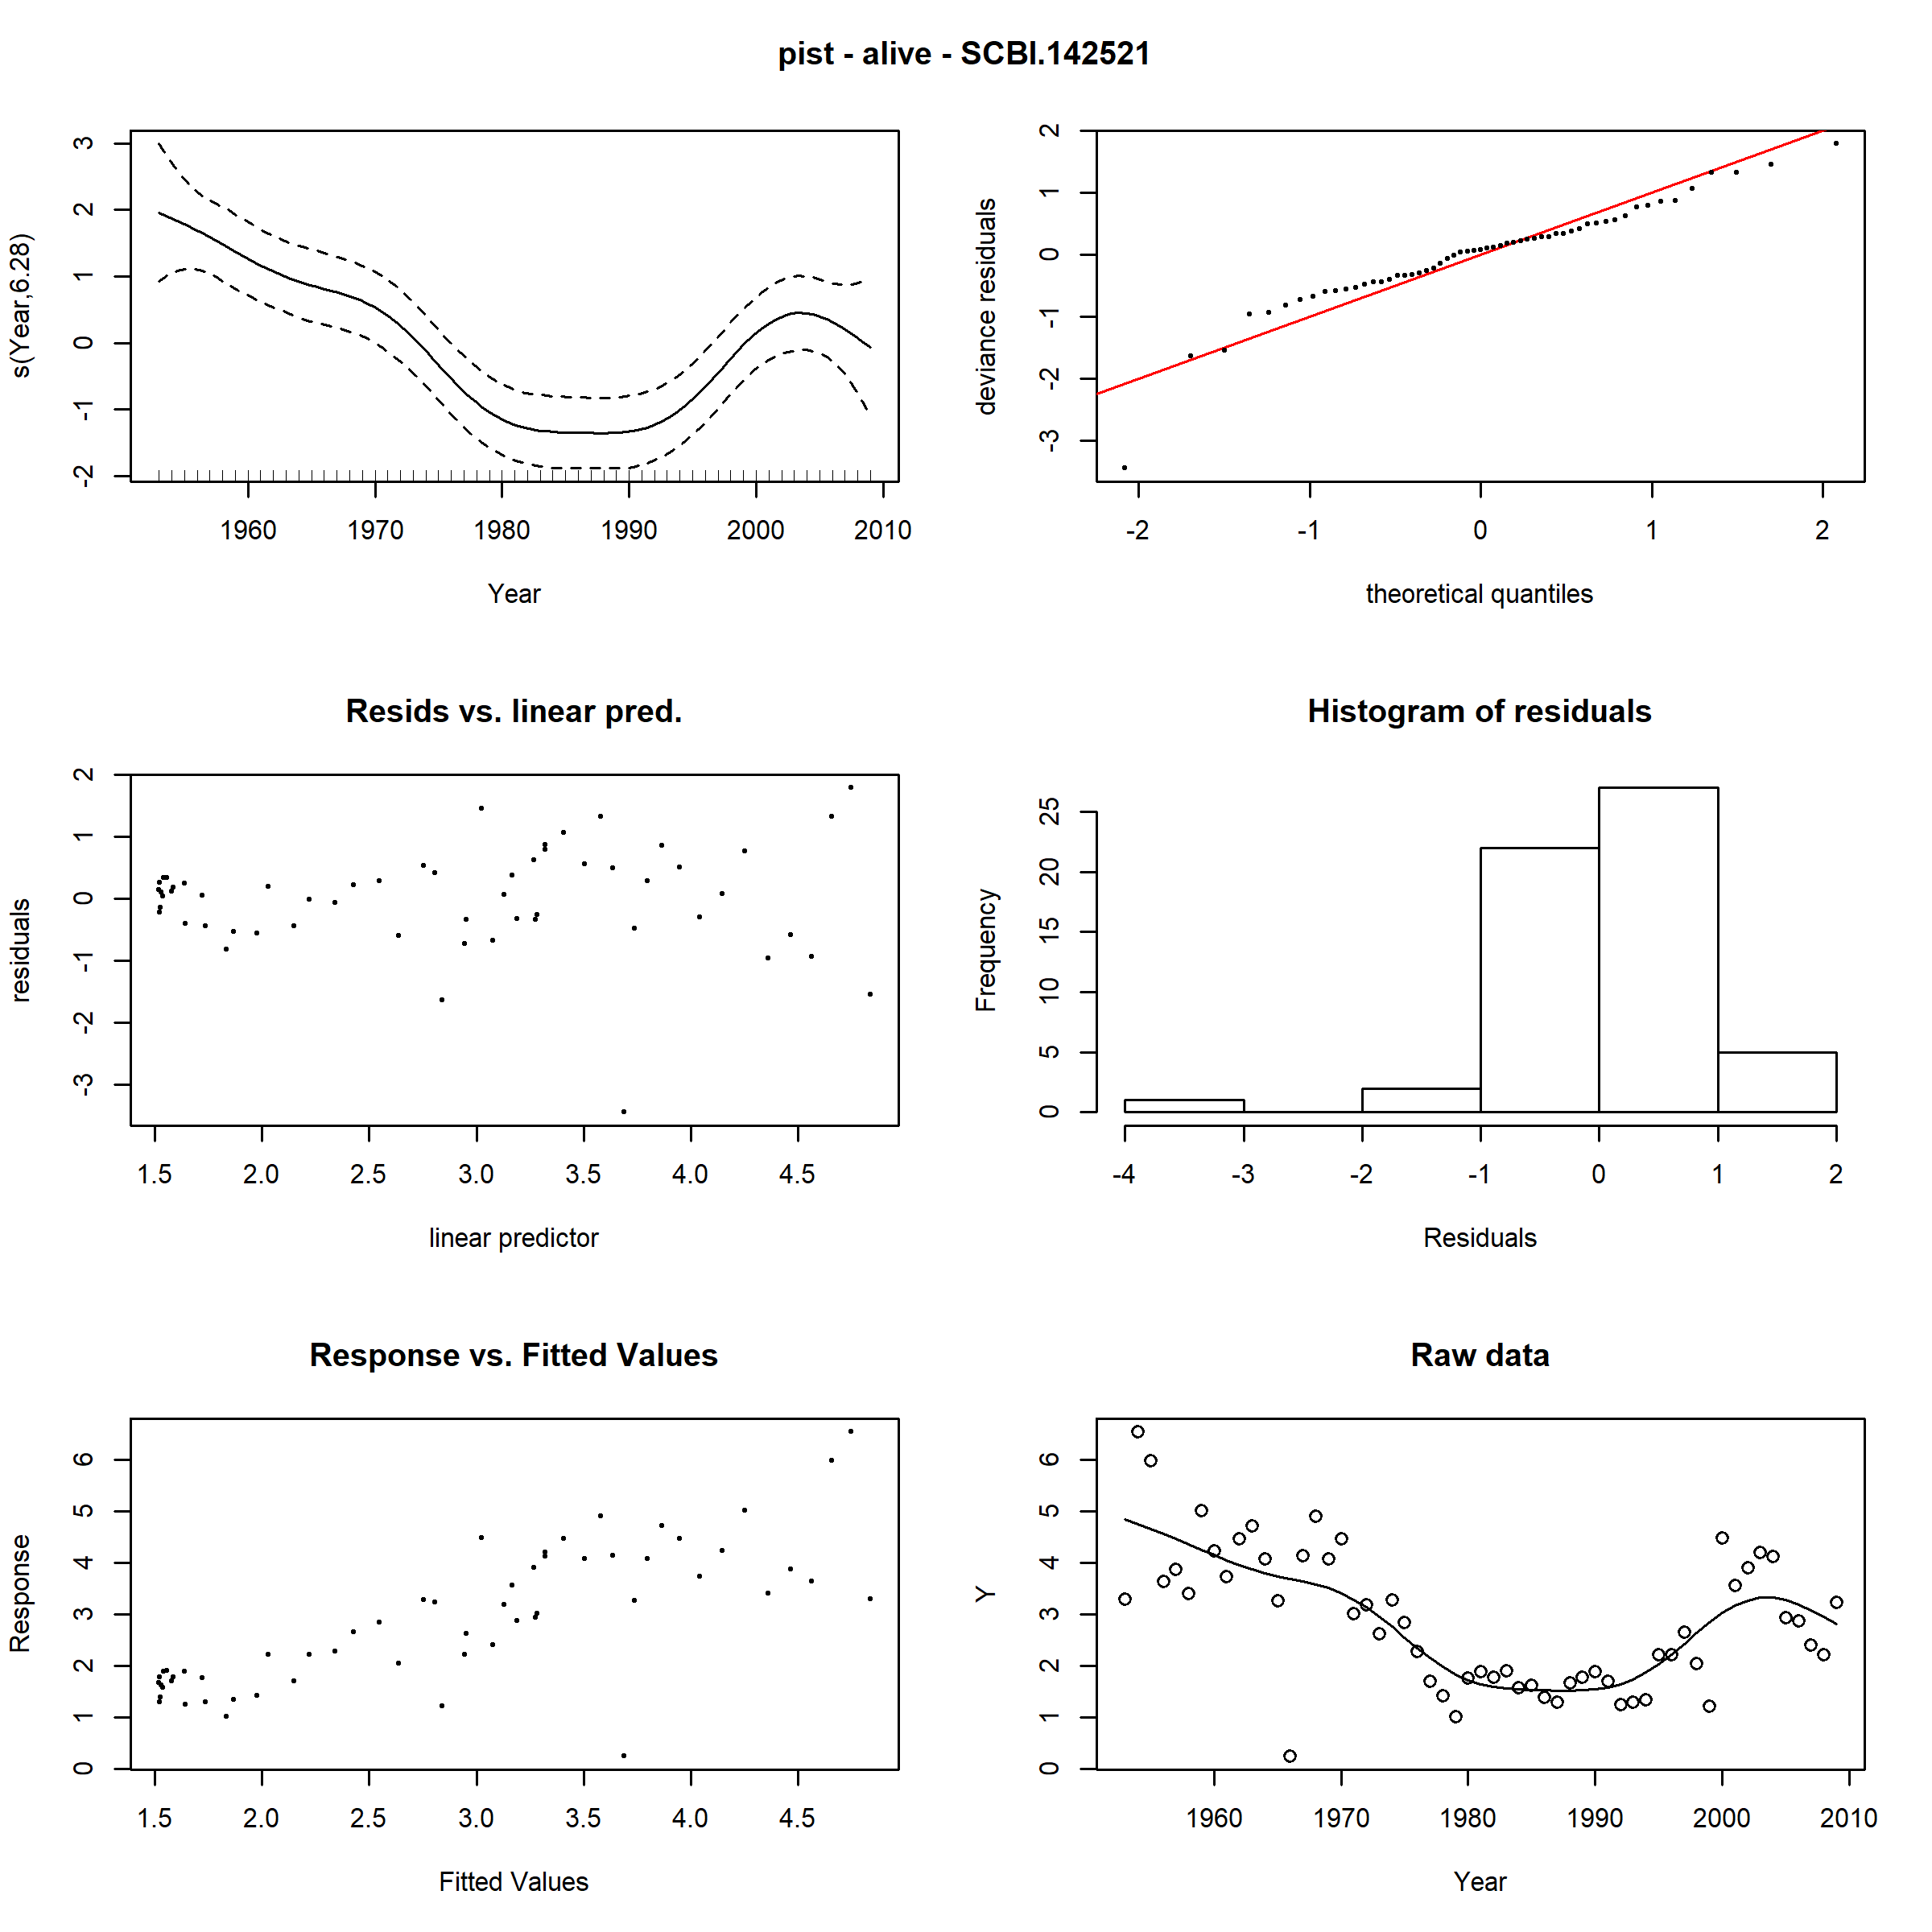 pist - alive - SCBI.142521
s(Year,6.28)
3
2
1
0
-1
-2
1960 1970 1980 1990 2000 2010
Year
deviance residuals
2
1
0
-1
-2
-3
-2 -1 0 1 2
theoretical quantiles
Resids vs. linear pred.
residuals
2
1
0
-1
-2
-3
1.5 2.0 2.5 3.0 3.5 4.0 4.5
linear predictor
Histogram of residuals
Frequency
25
20
15
10
5
0
-4 -3 -2 -1 0 1 2
Residuals
Response vs. Fitted Values
Response
6
5
4
3
2
1
0
1.5 2.0 2.5 3.0 3.5 4.0 4.5
Fitted Values
Raw data
Y
6
5
4
3
2
1
0
1960 1970 1980 1990 2000 2010
Year